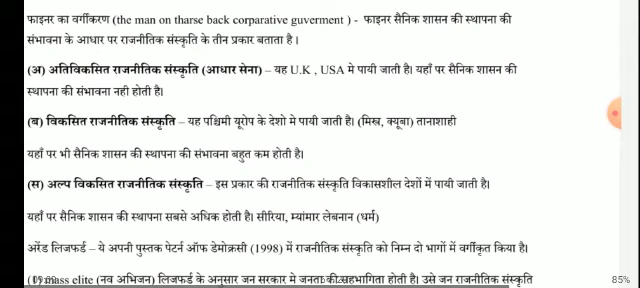 फाइनर का वर्गीकरण (the man on tharse back corparative guverment ) - फाइनर सैनिक शासन की स्थापना की
संभावना के आधार पर राजनीतिक संस्कृति के तीन प्रकार बताता है।
(अ) अतिविकसित राजनीतिक संस्कृति (आधार सेना) – यह U.K , USA मे पायी जाती है। यहाँ पर सैनिक शासन की
स्थापना की संभावना नही होती है।
(ब) विकसित राजनीतिक संस्कृति – यह पश्चिमी यूरोप के देशो मे पायी जाती है। (मिस्र, क्यूबा) तानाशाही
यहाँ पर भी सैनिक शासन की स्थापना की संभावना बहुत कम होती है।
(स) अल्प विकसित राजनीतिक संस्कृति – इस प्रकार की राजनीतिक संस्कृति विकासशील देशों में पायी जाती है।
यहाँ पर सैनिक शासन की स्थापना सबसे अधिक होती है। सीरिया, म्यांमार लेबनान (धर्म)
अरेंड लिजफर्ड – ये अपनी पुस्तक पेटर्न ऑफ डेमोक्रसी (1998) में राजनीतिक संस्कृति को निम्न दो भागों में वर्गीकृत किया है।
mass elite (नव अभिजन) लिजफर्ड के अनुसार जन सरकार मे जनता की सहभागिता होती है। उसे जन राजनीतिक संस्कृति
85%